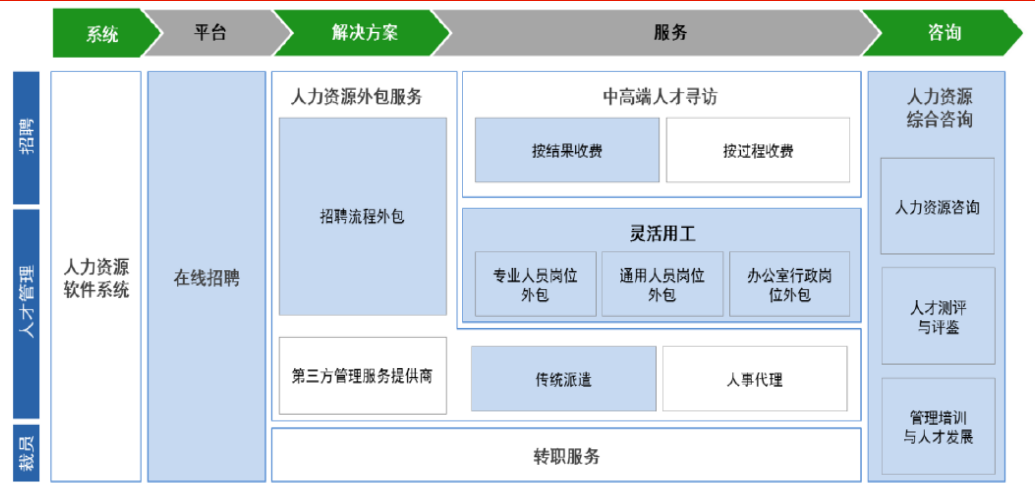 系统
平台
解决方案
服务
咨询
招聘
人才管理
裁员
人力资源
软件系统
在线招聘
人力资源外包服务
招聘流程外包
第三方管理服务提供商
中高端人才寻访
按结果收费
按过程收费
灵活用工
专业人员岗位
外包
通用人员岗位
外包
办公室行政岗
位外包
传统派遣
人事代理
转职服务
人力资源
综合咨询
人力资源咨询
人才测评
与评鉴
管理培训
与人才发展